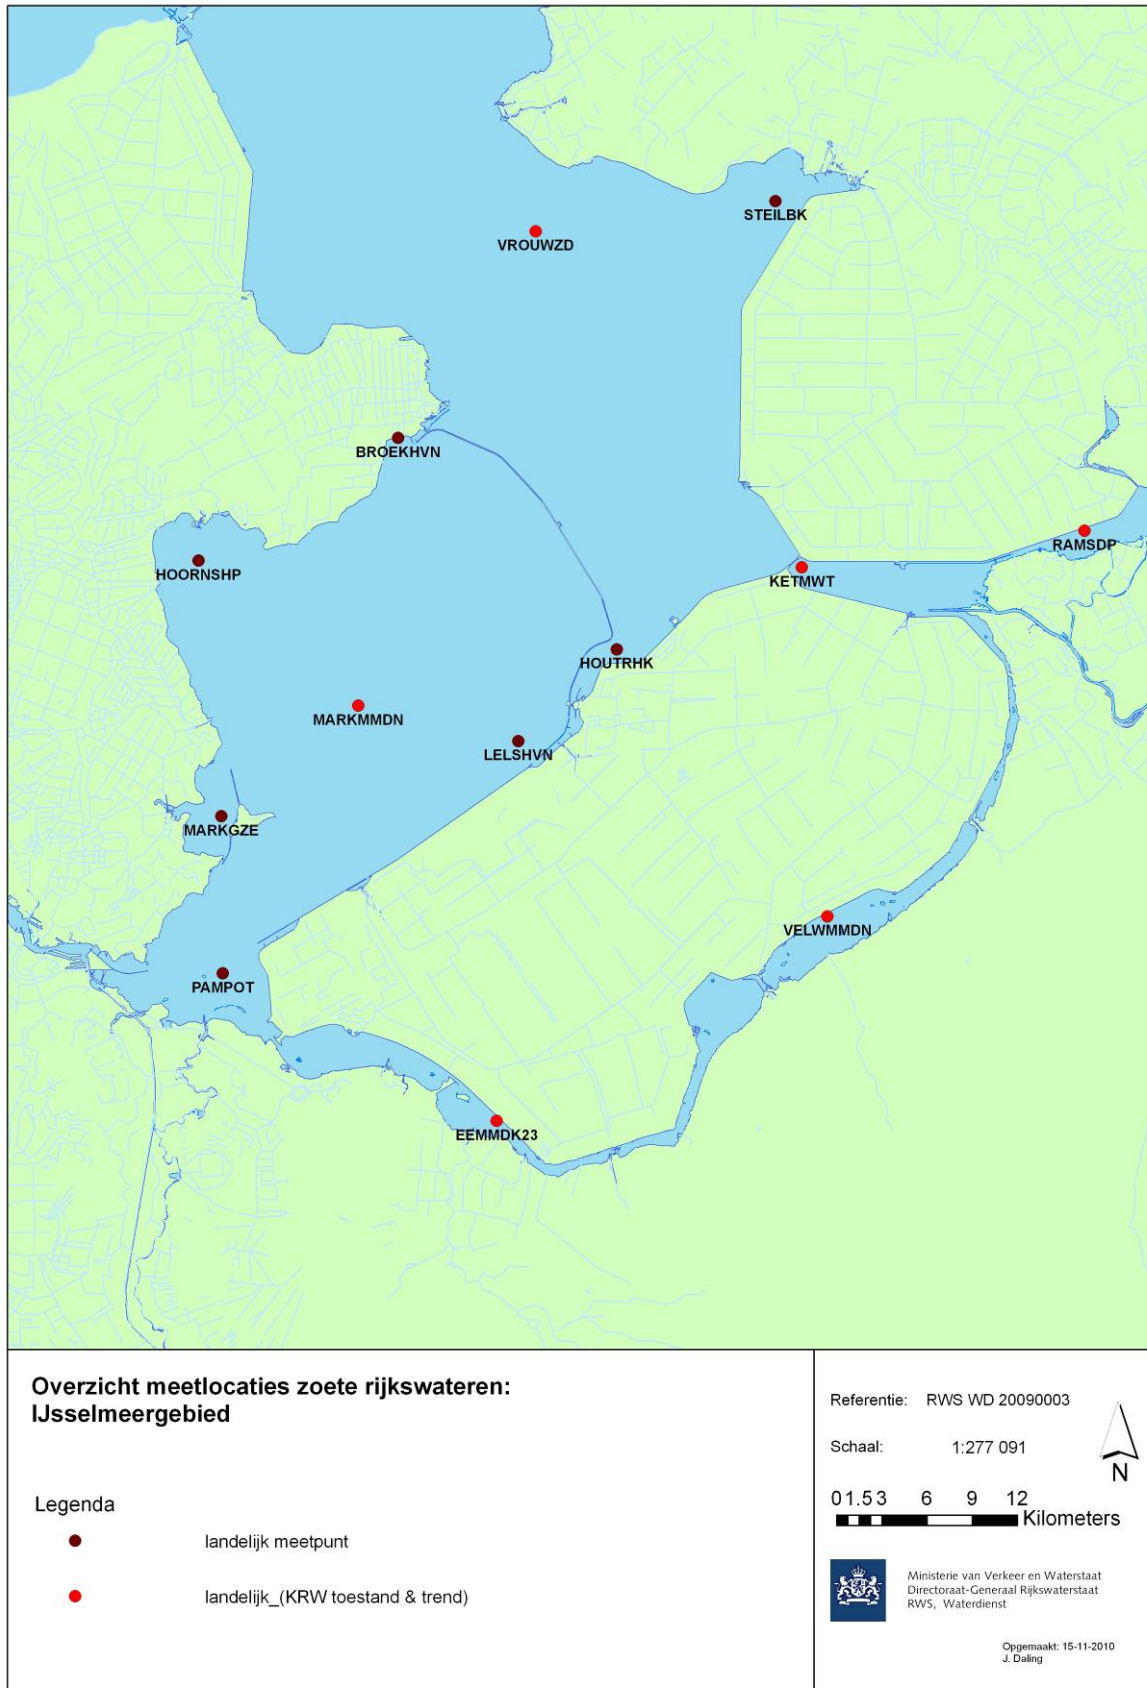 STEILBK
VROUWZD
BROEKHVN
RAMSDP
HOORNSHP
KETMWT
HOUTRHK
MARKMMDN
LELSHVN
MARKGZE
VELWMMDN
PAMPOT
EEMMDK23
Overzicht meetlocaties zoete rijkswateren:
IJsselmeergebied
Legenda
landelijk meetpunt
landelijk_(KRW toestand & trend)
Referentie: RWS WD 20090003
Schaal: 1:277 091
N
0 1.5 3 6 9 12
Kilometers
Ministerie van Verkeer en Waterstaat
Directoraat-Generaal Rijkswaterstaat
RWS, Waterdienst
Opgemaakt: 15-11-2010
J. Daling